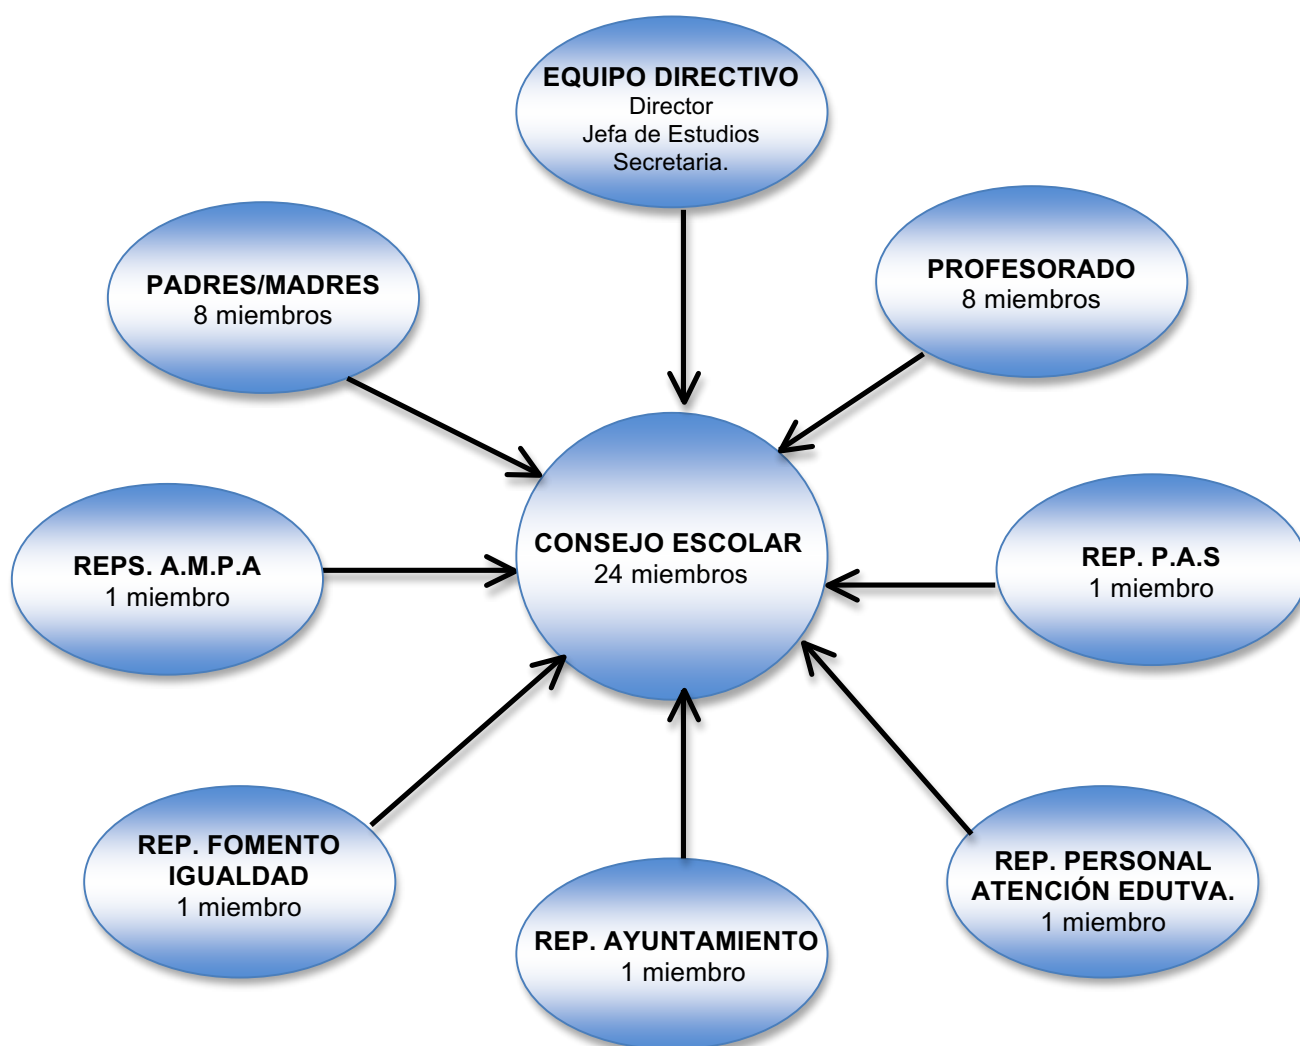 EQUIPO DIRECTIVO
Director
Jefa de Estudios
Secretaria.
PADRES/MADRES
8 miembros
PROFESORADO
8 miembros
CONSEJO ESCOLAR
24 miembros
REPS. A.M.P.A
1 miembro
REP. P.A.S
1 miembro
REP. FOMENTO
IGUALDAD
1 miembro
REP. AYUNTAMIENTO
1 miembro
REP. PERSONAL
ATENCIÓN EDUTVA.
1 miembro